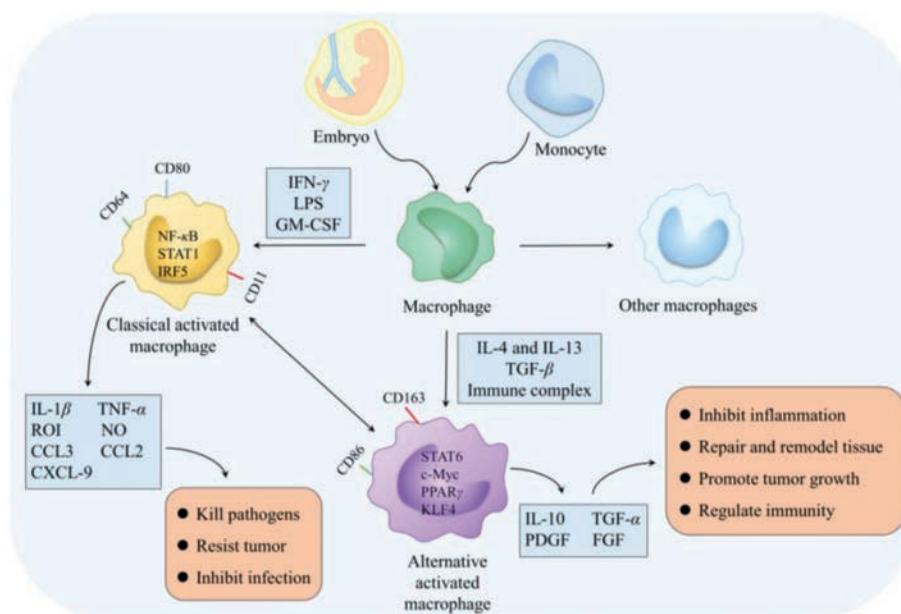 Embryo
Monocyte
CD80
CD64
IFN-γ
LPS
GM-CSF
NF-κB
STAT1
IRF5
CD11
Macrophage
Other macrophages
Classical activated
macrophage
IL-4 and IL-13
TGF-β
Immune complex
IL-1β TNF-α
ROI NO
CCL3 CCL2
CXCL-9
CD163
CD86
STAT6
c-Myc
PPARγ
KLF4
● Inhibit inflammation
● Repair and remodel tissue
● Promote tumor growth
● Regulate immunity
● Kill pathogens
● Resist tumor
● Inhibit infection
IL-10 TGF-α
PDGF FGF
Alternative
activated
macrophage